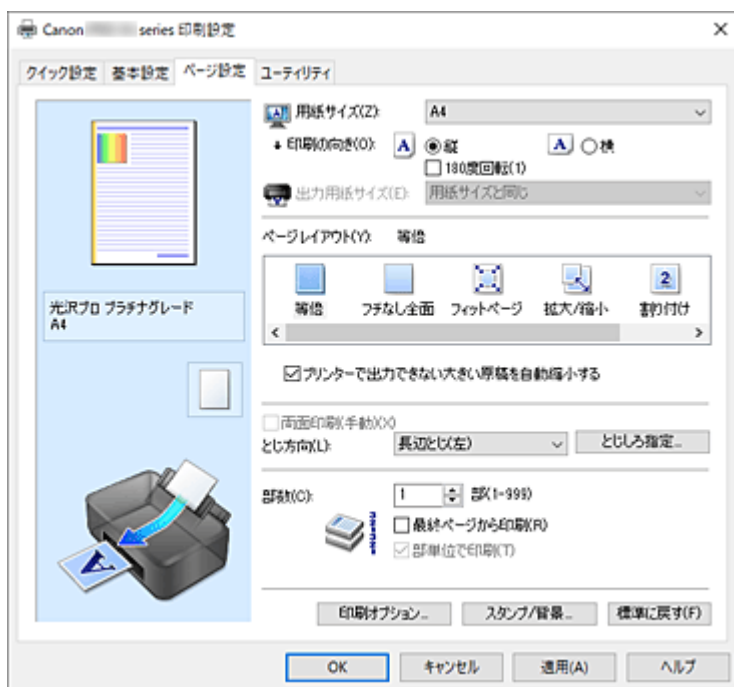 Canon series 印刷設定
クイック設定 基本設定 ページ設定 ユーティリティ
用紙サイズ(Z): A4
印刷の向き(O): A 縦 A 横
180度回転(1)
出力用紙サイズ(E): 用紙サイズと同じ
ページレイアウト(Y): 等倍
等倍 フチなし全面 フィットページ 拡大/縮小 2 割り付け
光沢プロ プラチナグレード
A4
プリンターで出力できない大きい原稿を自動縮小する
両面印刷(手動)(X)
とじ方向(L): 長辺とじ(左) とじしろ指定...
部数(C): 1 部(1-999)
最終ページから印刷(R)
部単位で印刷(T)
印刷オプション... スタンプ/背景... 標準に戻す(F)
OK キャンセル 適用(A) ヘルプ